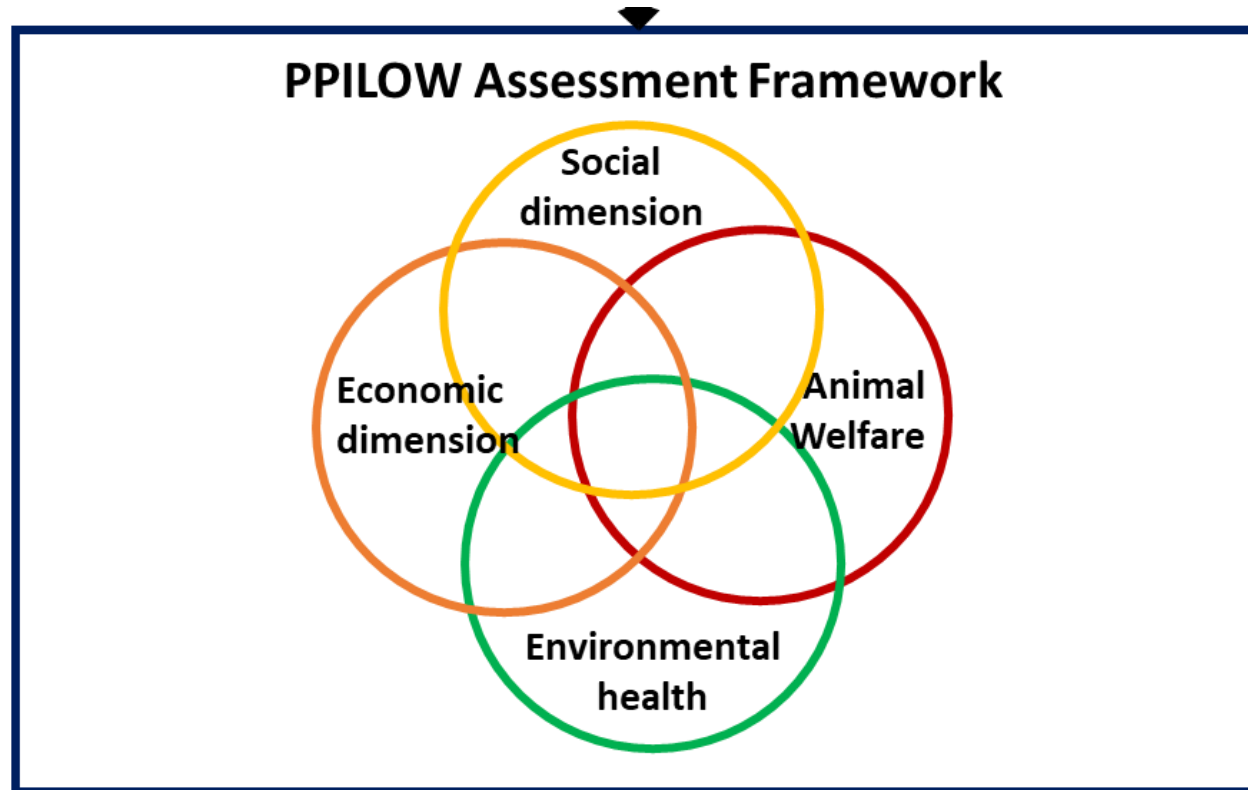 PPILOW Assessment Framework
Social
dimension
Economic
dimension
Animal
Welfare
Environmental
health